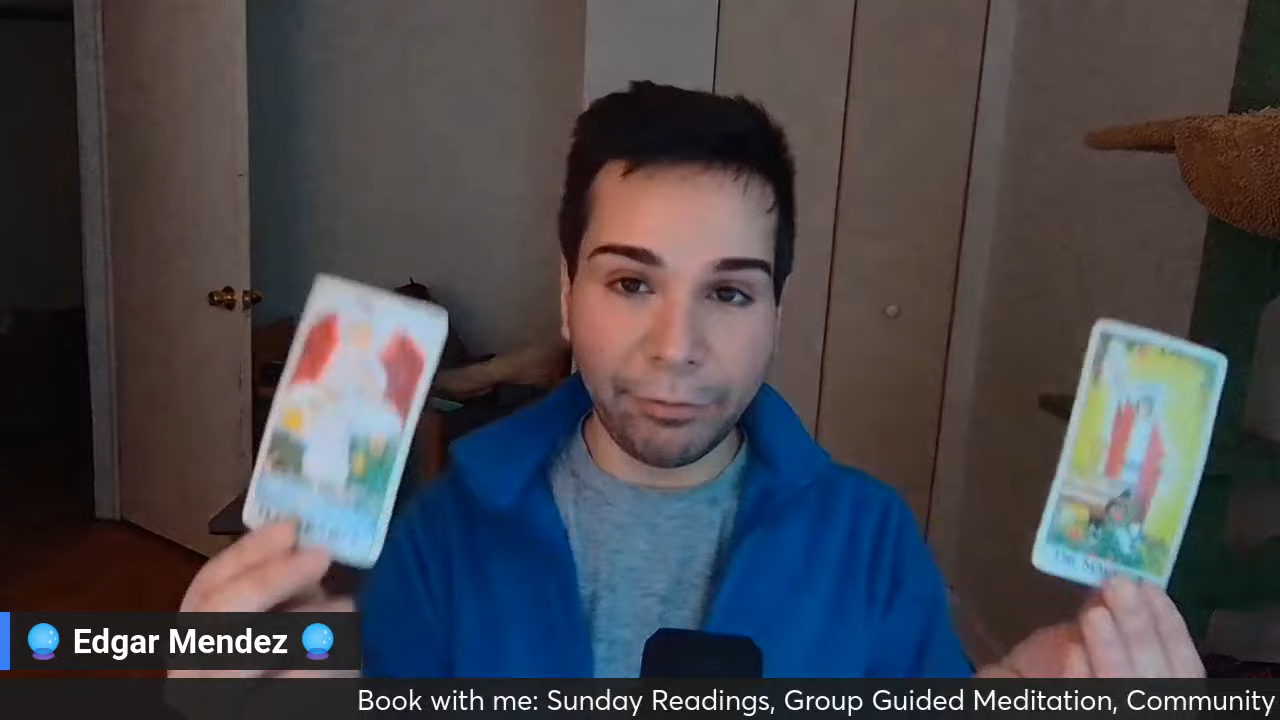 🔮 Edgar Mendez 🔮
Book with me: Sunday Readings, Group Guided Meditation, Community